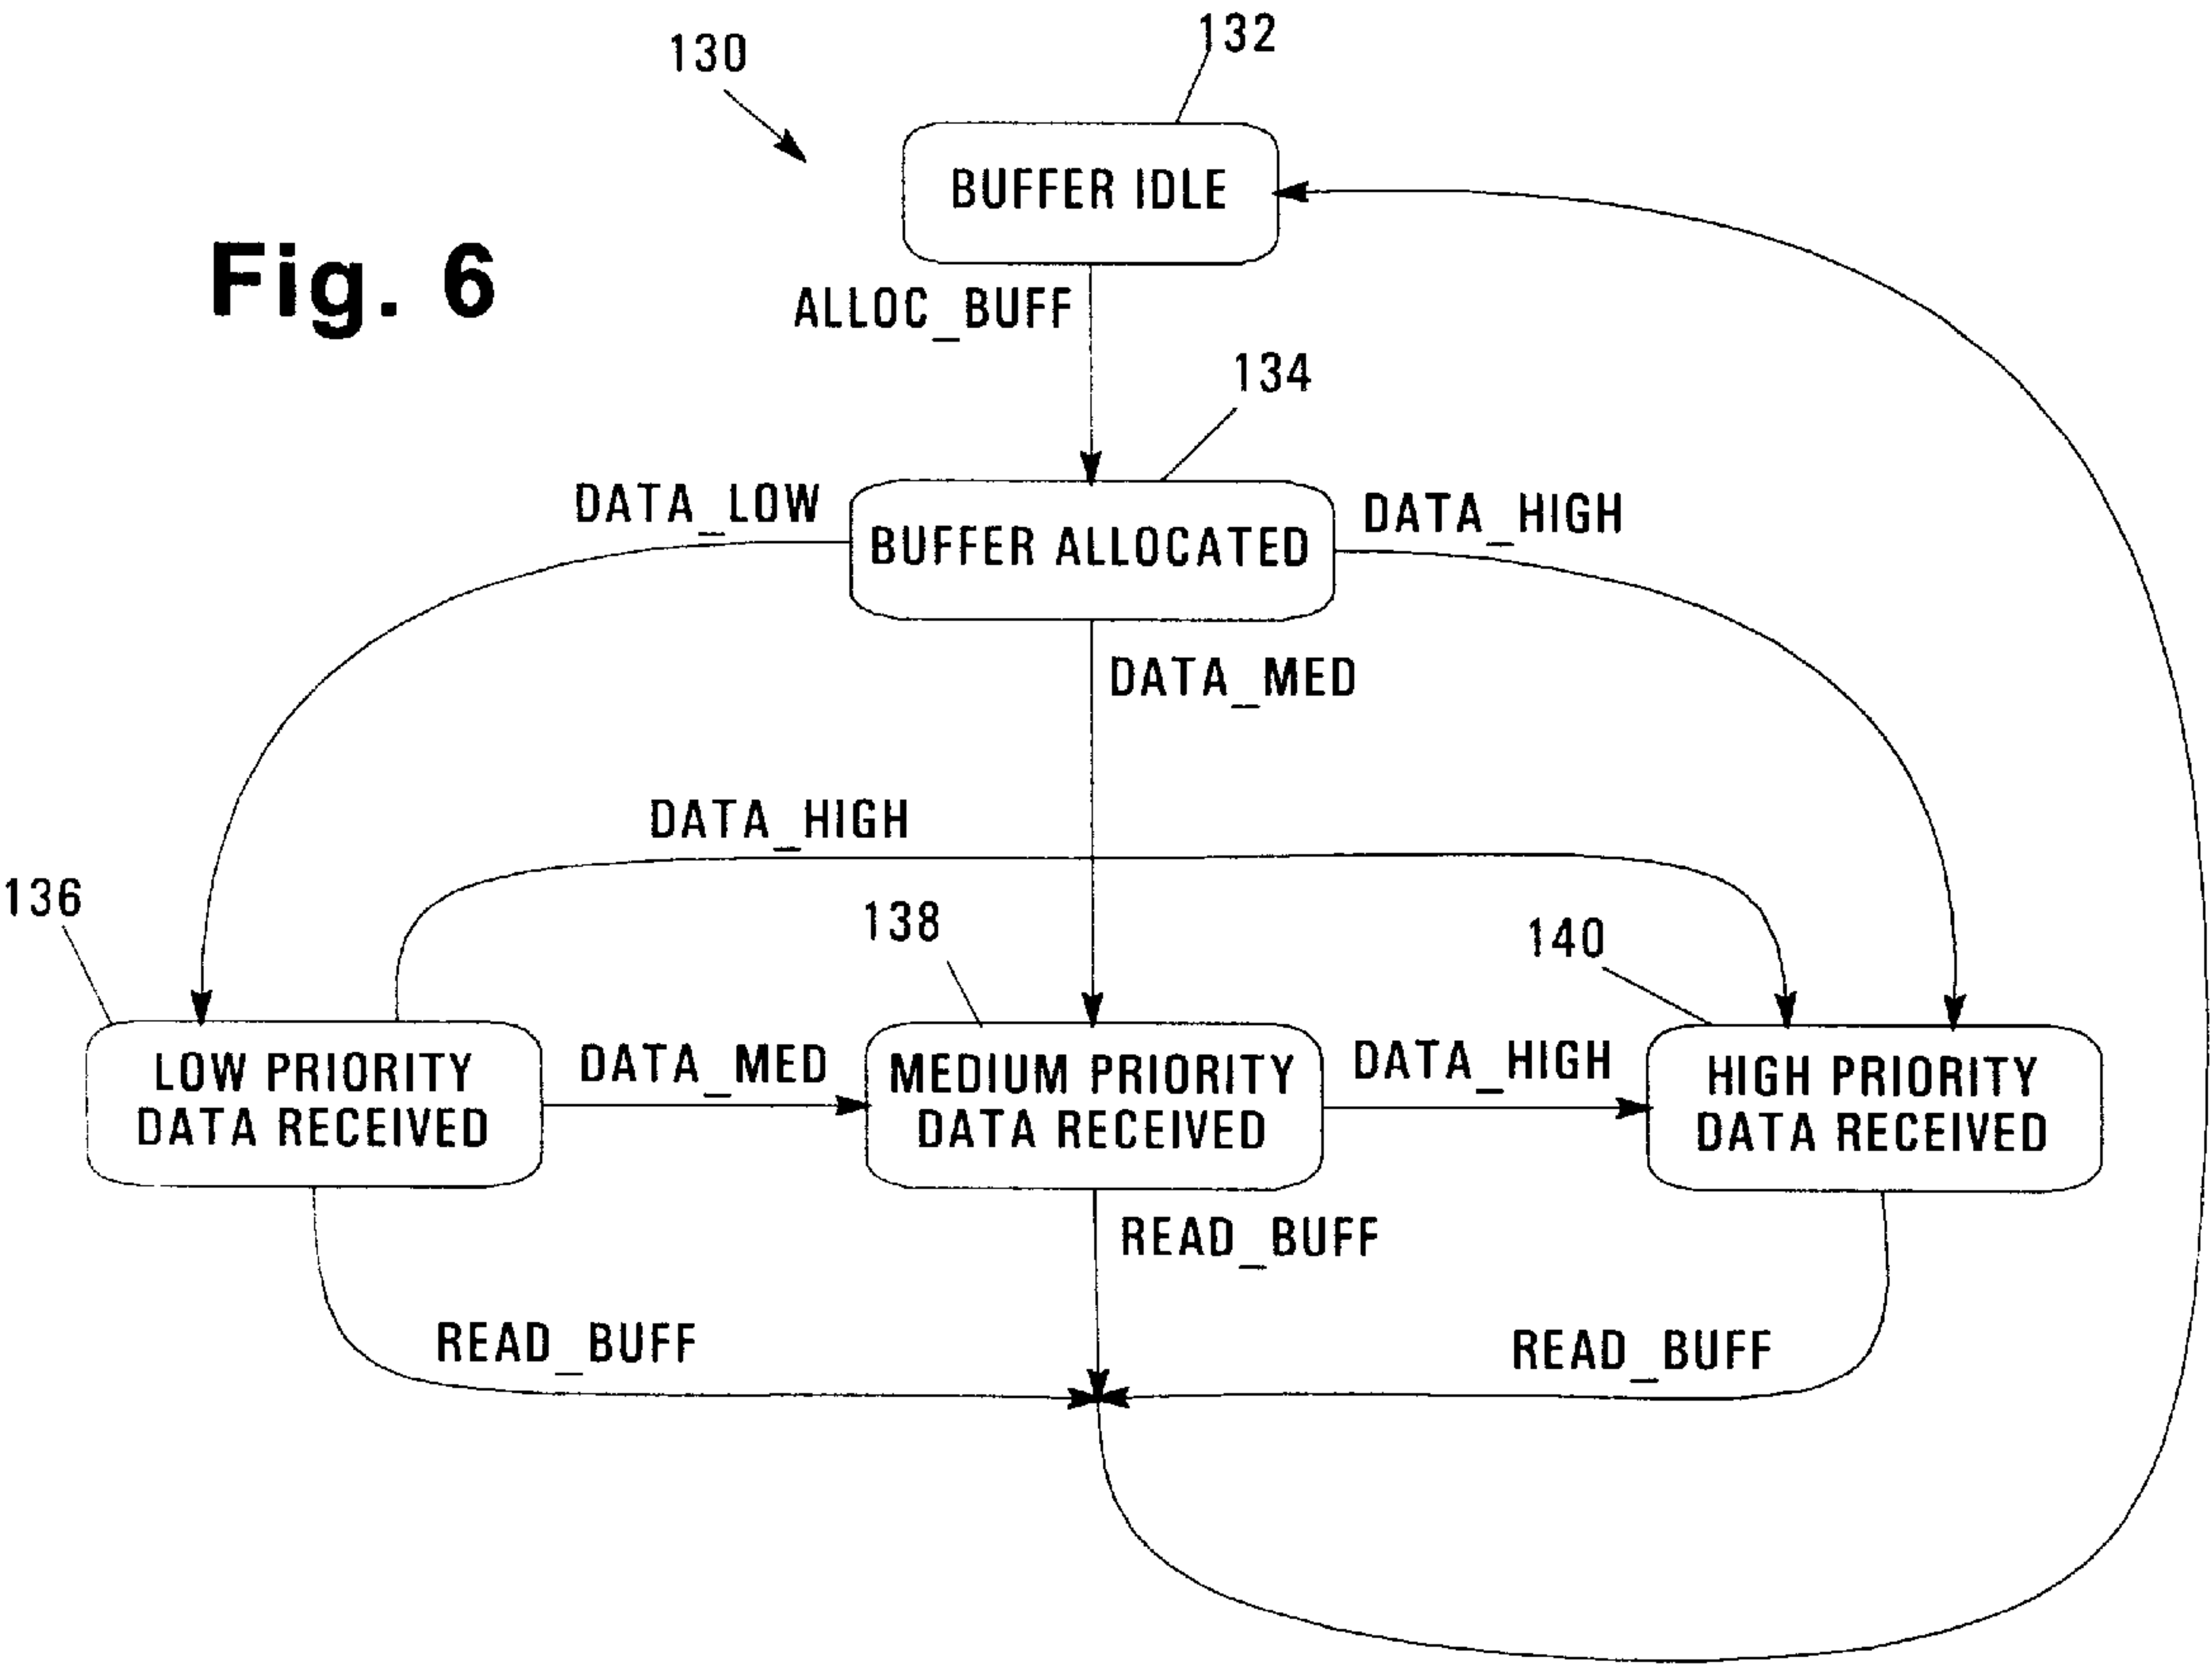 130
132
BUFFER IDLE
Fig. 6
ALLOC_BUFF
134
DATA_LOW
BUFFER ALLOCATED
DATA_HIGH
DATA_MED
DATA_HIGH
136
138
140
LOW PRIORITY
DATA RECEIVED
DATA_MED
MEDIUM PRIORITY
DATA RECEIVED
DATA_HIGH
HIGH PRIORITY
DATA RECEIVED
READ_BUFF
READ_BUFF
READ_BUFF